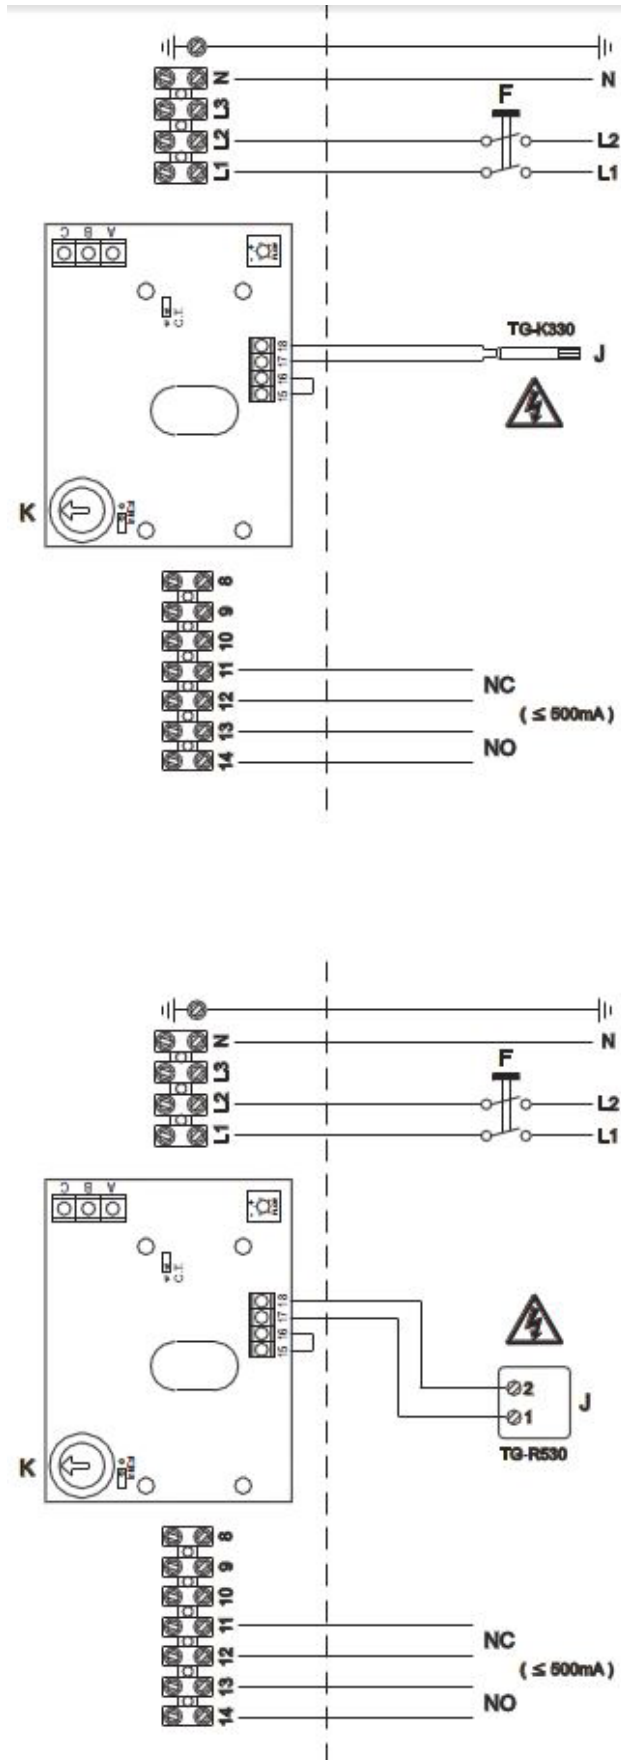 N
N
L3
F
L2
L2
L1
L1
C B A
+
-
C.T.
TG-K330
18
17
J
16
15
K
8
9
10
11
NC
12
( ≤ 500mA )
13
NO
14
N
N
L3
F
L2
L2
L1
L1
C B A
+
-
C.T.
18
17
16
15
2
J
1
TG-R530
K
8
9
10
11
NC
12
( ≤ 500mA )
13
NO
14